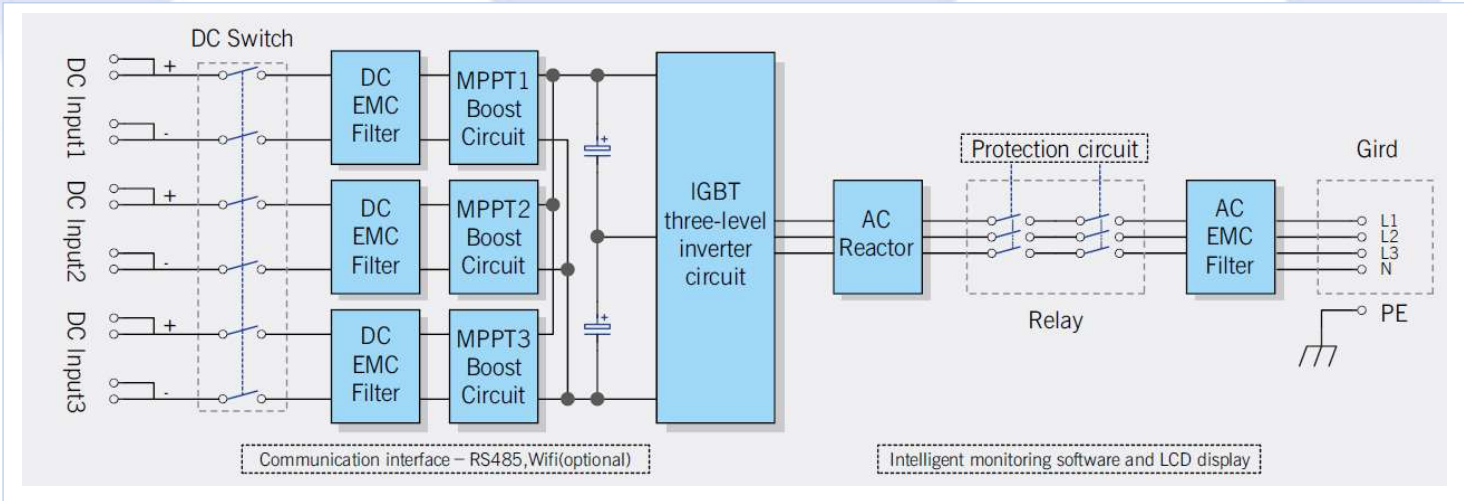 DC Switch
DC Input1
+
-
DC
EMC
Filter
MPPT1
Boost
Circuit
+
DC Input2
+
-
DC
EMC
Filter
MPPT2
Boost
Circuit
DC Input3
+
-
DC
EMC
Filter
MPPT3
Boost
Circuit
+
IGBT
three-level
inverter
circuit
AC
Reactor
Protection circuit
Relay
AC
EMC
Filter
Gird
L1
L2
L3
N
PE
Communication interface – RS485,Wifi(optional)
Intelligent monitoring software and LCD display